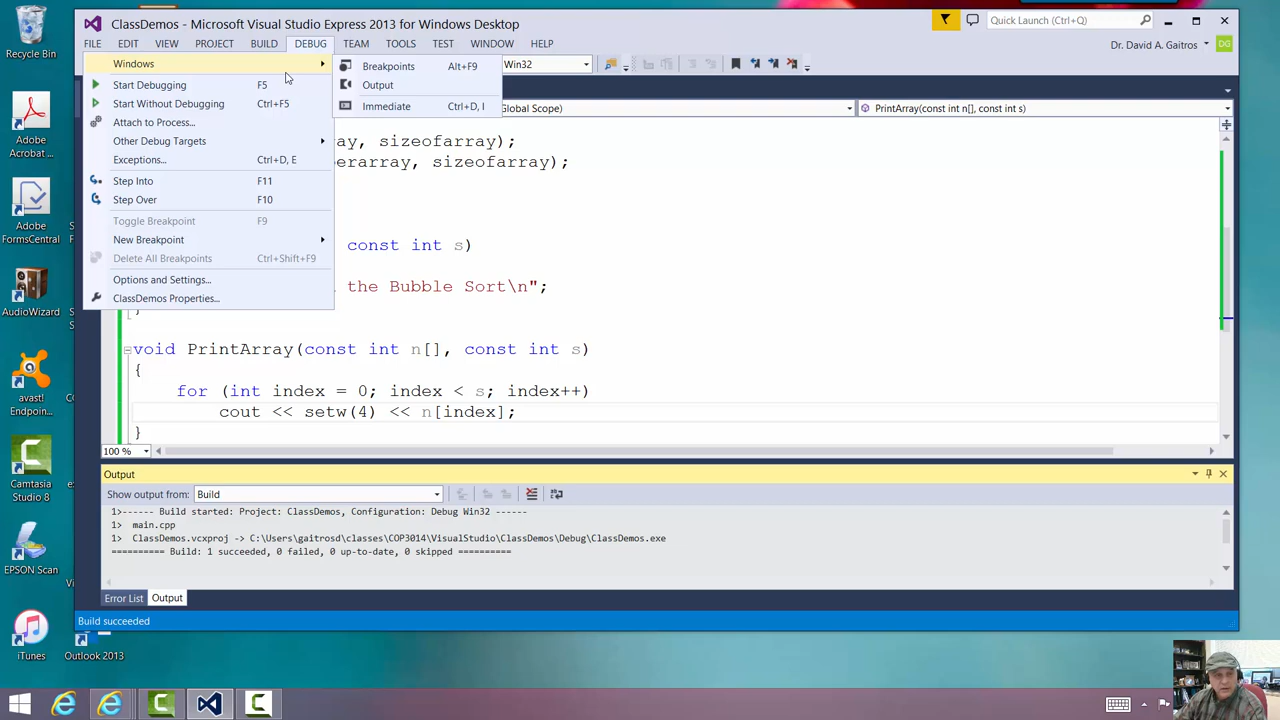 Recycle Bin
Adobe
Acrobat ...
Adobe
FormsCentral
AudioWizard
avast!
Endpoin...
Camtasia
Studio 8
EPSON Scan
iTunes
Outlook 2013
ClassDemos - Microsoft Visual Studio Express 2013 for Windows Desktop
Quick Launch (Ctrl+Q)
FILE EDIT VIEW PROJECT BUILD DEBUG TEAM TOOLS TEST WINDOW HELP
Dr. David A. Gaitros DG
Windows
Start Debugging F5
Start Without Debugging Ctrl+F5
Attach to Process...
Other Debug Targets
Exceptions... Ctrl+D, E
Step Into F11
Step Over F10
Toggle Breakpoint F9
New Breakpoint
Delete All Breakpoints Ctrl+Shift+F9
Options and Settings...
ClassDemos Properties...
Breakpoints Alt+F9
Output
Immediate Ctrl+D, I
Win32
Global Scope)
PrintArray(const int n[], const int s)
ray, sizeofarray);
erarray, sizeofarray);
const int s)
the Bubble Sort\n";
}
void PrintArray(const int n[], const int s)
{
for (int index = 0; index < s; index++)
cout << setw(4) << n[index];
}
100 %
Output
Show output from: Build
1>------ Build started: Project: ClassDemos, Configuration: Debug Win32 ------
1> main.cpp
1> ClassDemos.vcxproj -> C:\Users\gaitrosd\classes\COP3014\VisualStudio\ClassDemos\Debug\ClassDemos.exe
========== Build: 1 succeeded, 0 failed, 0 up-to-date, 0 skipped ==========
Error List Output
Build succeeded